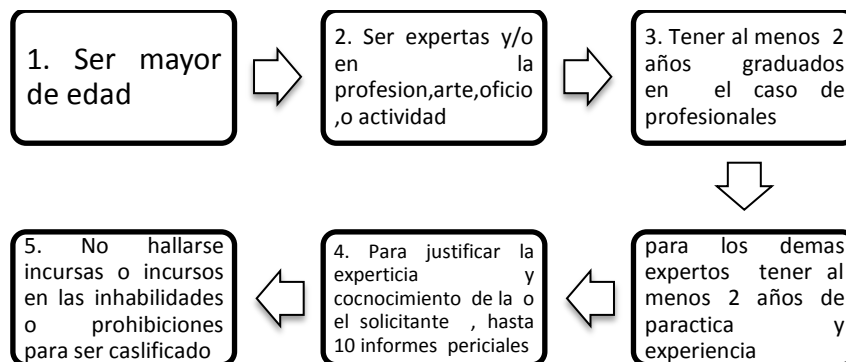 1. Ser mayor
de edad
2. Ser expertas y/o
en la
profesion,arte,oficio
,o actividad
3. Tener al menos 2
años graduados
en el caso de
profesionales
para los demas
expertos tener al
menos 2 años de
paractica y
experiencia
4. Para justificar la
experticia y
cocnocimiento de la o
el solicitante , hasta
10 informes periciales
5. No hallarse
incursas o incursos
en las inhabilidades
o prohibiciones
para ser caslificado